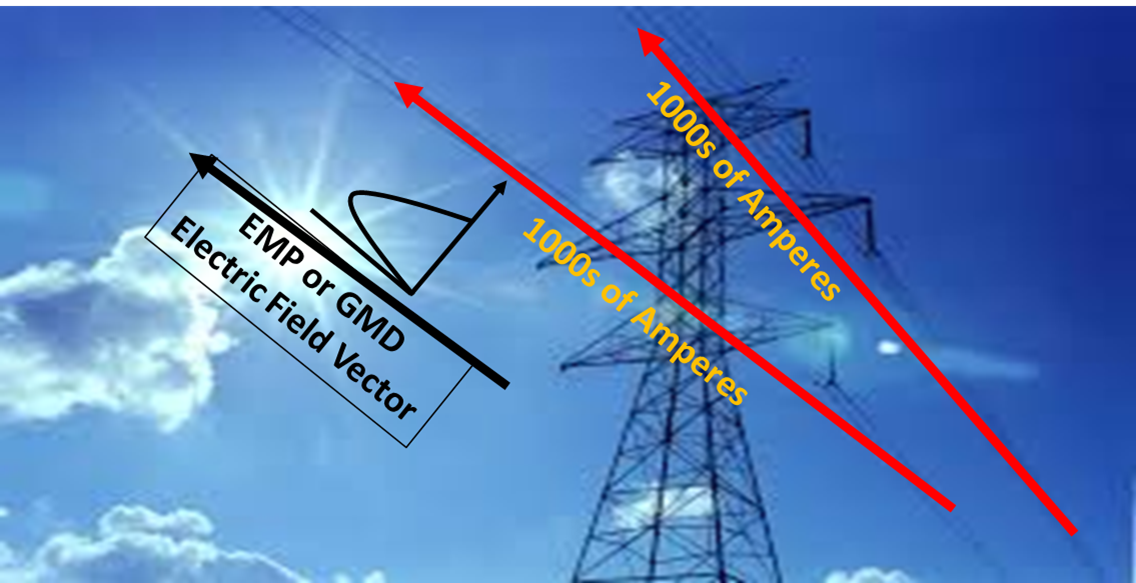 EMP or GMD
Electric Field Vector
1000s of Amperes
1000s of Amperes